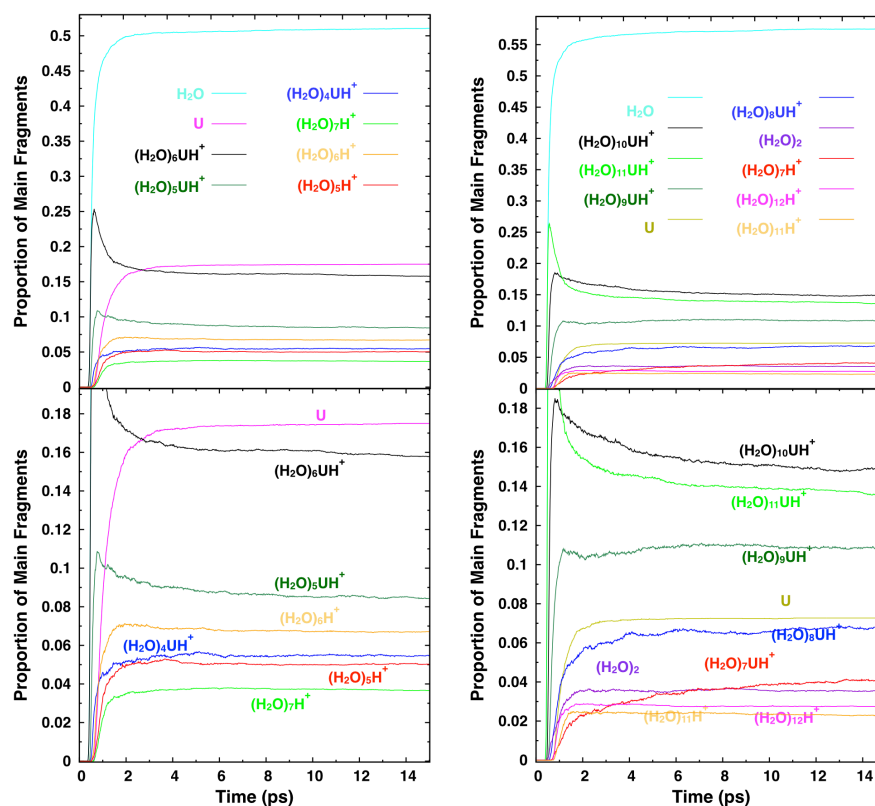 Proportion of Main Fragments
0.5
0.45
0.4
0.35
0.3
0.25
0.2
0.15
0.1
0.05
0
H₂O
U
(H₂O)₆UH⁺
(H₂O)₅UH⁺
(H₂O)₄UH⁺
(H₂O)₇H⁺
(H₂O)₆H⁺
(H₂O)₅H⁺
Proportion of Main Fragments
0.18
0.16
0.14
0.12
0.1
0.08
0.06
0.04
0.02
0
U
(H₂O)₆UH⁺
(H₂O)₅UH⁺
(H₂O)₆H⁺
(H₂O)₄UH⁺
(H₂O)₅H⁺
(H₂O)₇H⁺
0 2 4 6 8 10 12 14
Time (ps)
Proportion of Main Fragments
0.55
0.5
0.45
0.4
0.35
0.3
0.25
0.2
0.15
0.1
0.05
0
H₂O
(H₂O)₁₀UH⁺
(H₂O)₁₁UH⁺
(H₂O)₉UH⁺
U
(H₂O)₈UH⁺
(H₂O)₂
(H₂O)₇H⁺
(H₂O)₁₂H⁺
(H₂O)₁₁H⁺
Proportion of Main Fragments
0.18
0.16
0.14
0.12
0.1
0.08
0.06
0.04
0.02
0
(H₂O)₁₀UH⁺
(H₂O)₁₁UH⁺
(H₂O)₉UH⁺
U
(H₂O)₈UH⁺
(H₂O)₂
(H₂O)₇UH⁺
(H₂O)₁₁H⁺
(H₂O)₁₂H⁺
0 2 4 6 8 10 12 14
Time (ps)